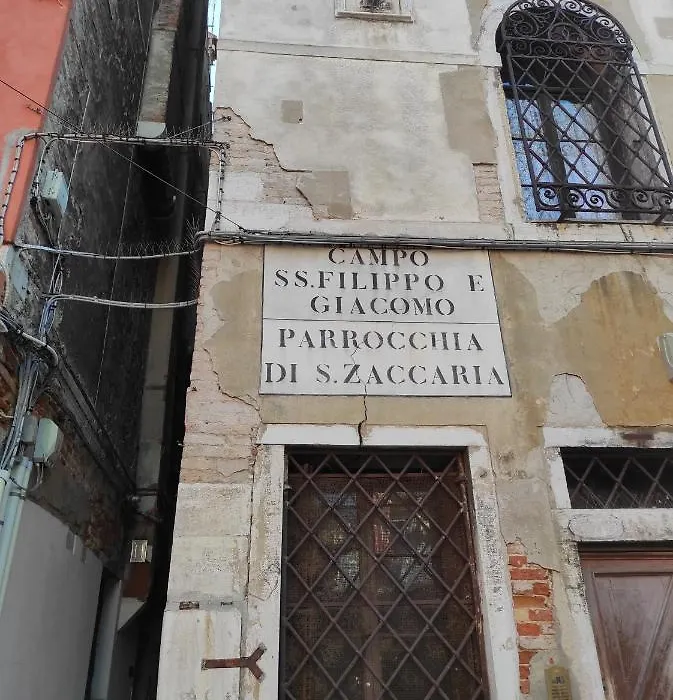 CAMPO
SS.FILIPPO E
GIACOMO
PARROCCHIA
DI S.ZACCARIA